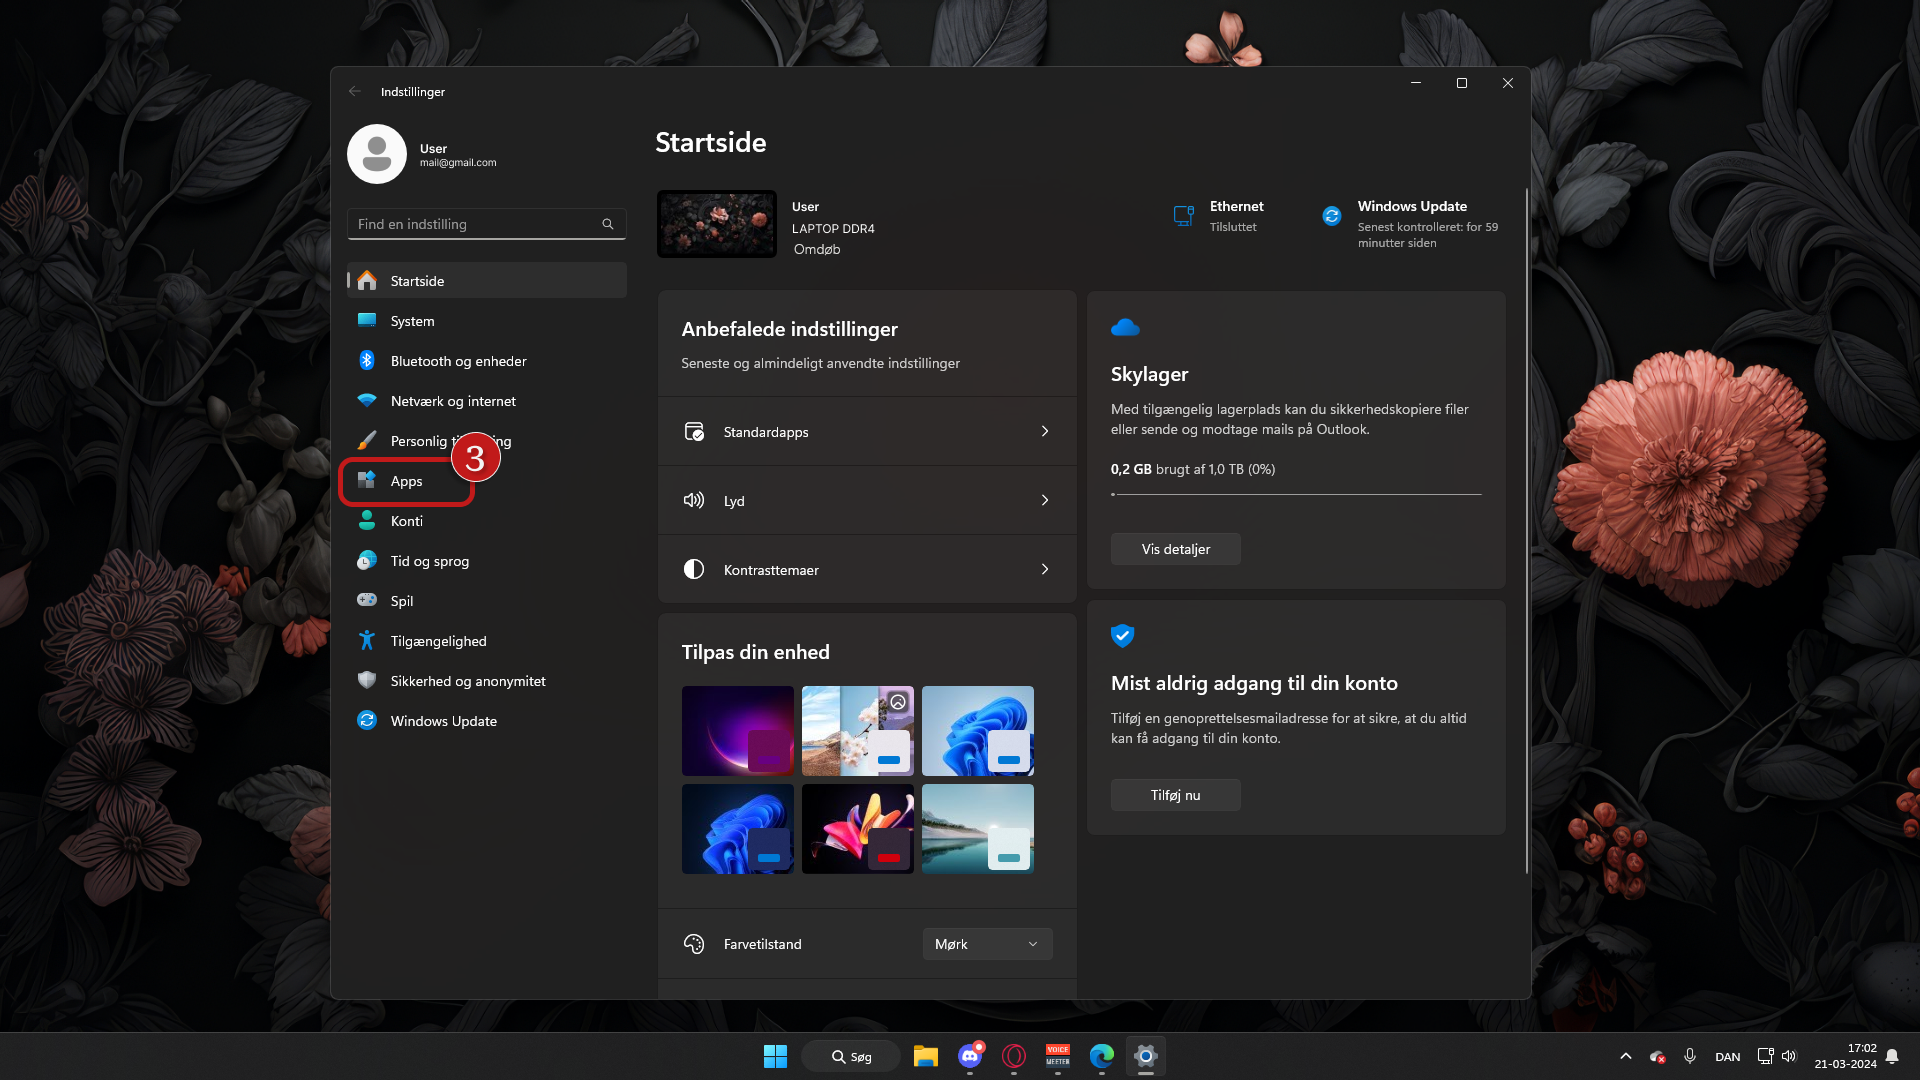 Indstillinger
User
mail@gmail.com
Find en indstilling
Startside
System
Bluetooth og enheder
Netværk og internet
Personlig
3
Apps
Konti
Tid og sprog
Spil
Tilgængelighed
Sikkerhed og anonymitet
Windows Update
Startside
User
LAPTOP DDR4
Omdøb
Ethernet
Tilsluttet
Windows Update
Senest kontrolleret: for 59
minutter siden
Anbefalede indstillinger
Seneste og almindeligt anvendte indstillinger
Standardapps
Lyd
Kontrasttemaer
Tilpas din enhed
Farvetilstand
Mørk
Skylager
Med tilgængelig lagerplads kan du sikkerhedskopiere filer
eller sende og modtage mails på Outlook.
0,2 GB brugt af 1,0 TB (0%)
Vis detaljer
Mist aldrig adgang til din konto
Tilføj en genoprettelsesmailadresse for at sikre, at du altid
kan få adgang til din konto.
Tilføj nu
Søg
VOICE
MEETER
DAN
17:02
21-03-2024